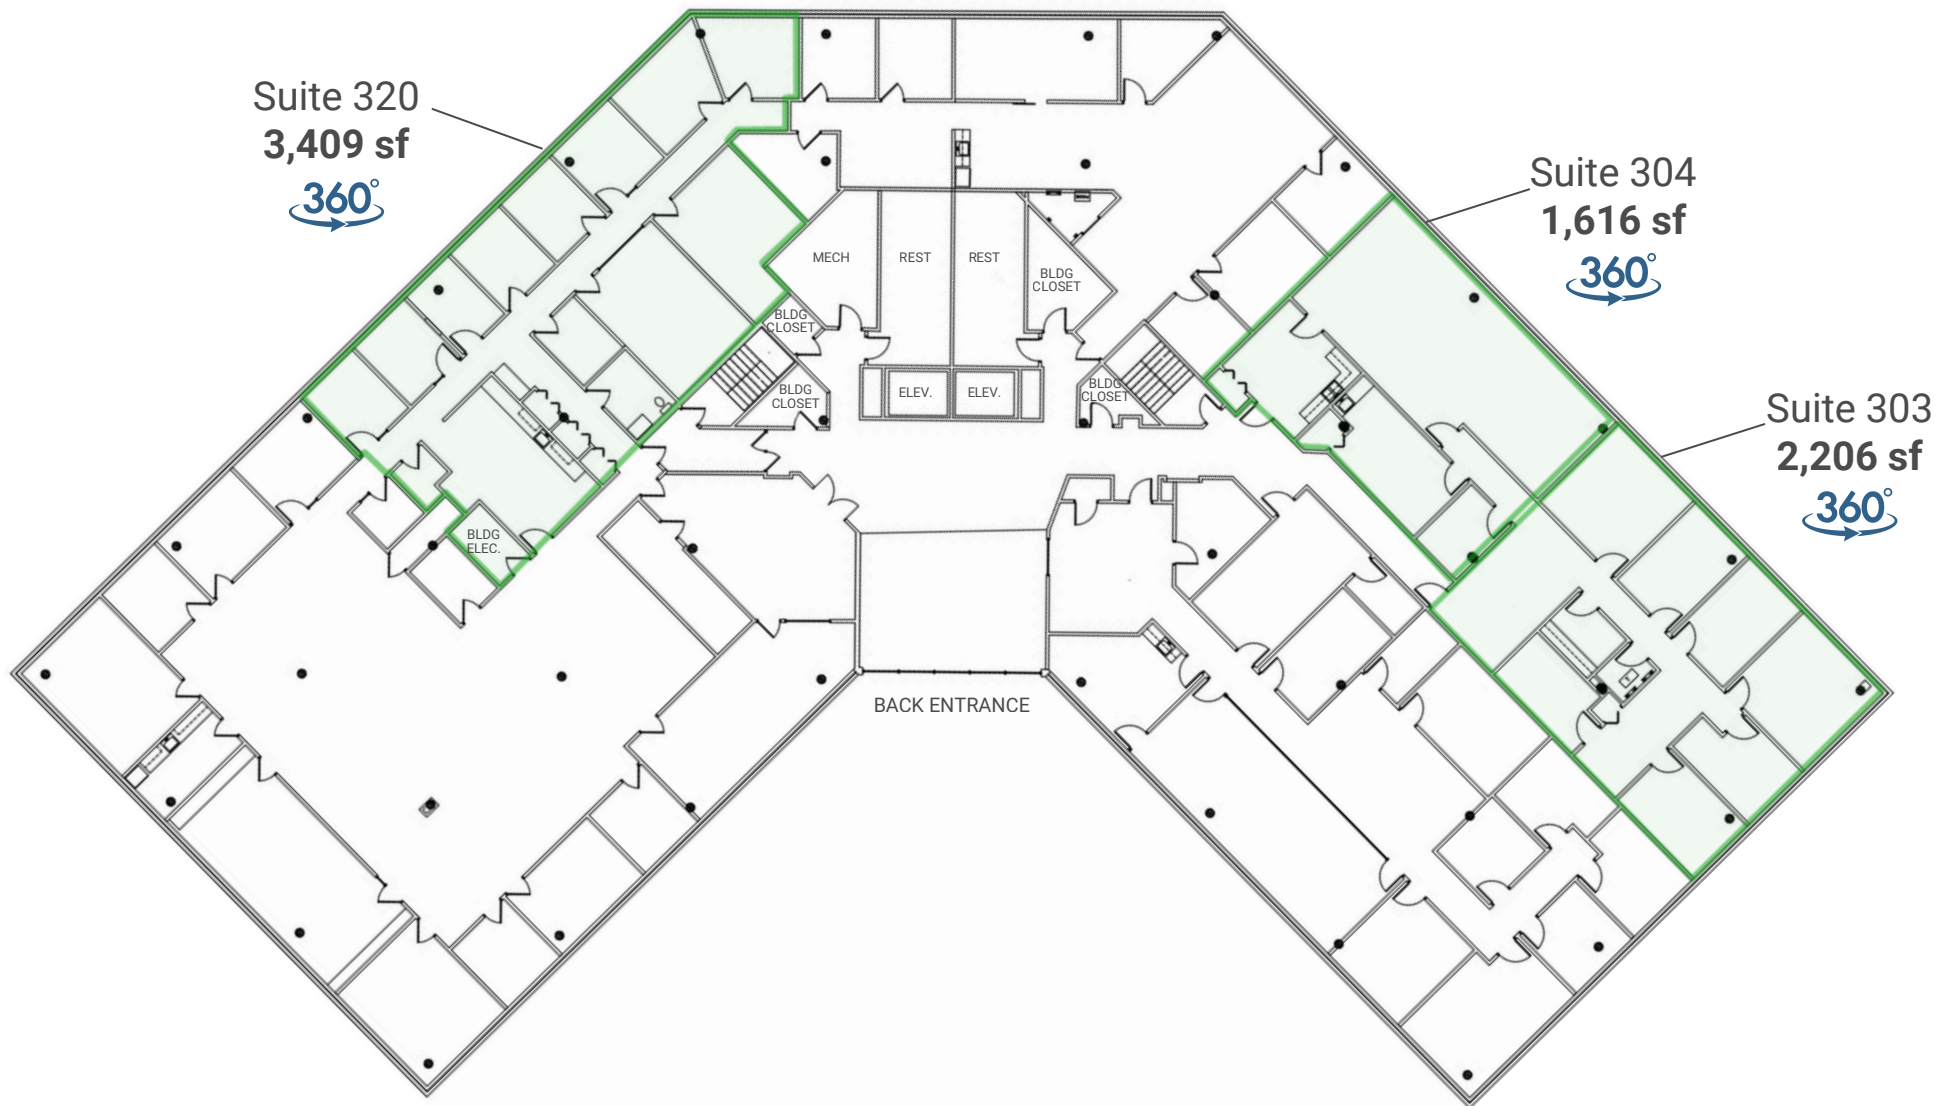 Suite 320
3,409 sf
360°
Suite 304
1,616 sf
360°
Suite 303
2,206 sf
360°
MECH
REST
REST
BLDG
CLOSET
BLDG
CLOSET
BLDG
CLOSET
ELEV.
ELEV.
BLDG
CLOSET
BLDG
ELEC.
BACK ENTRANCE